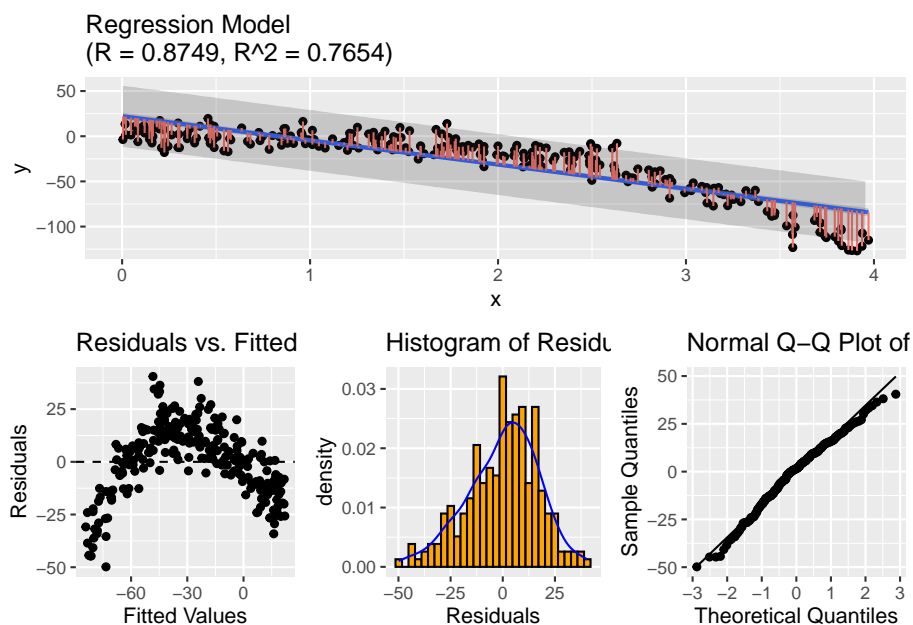 Regression Model
(R = 0.8749, R^2 = 0.7654)
50
0
−50
−100
y
0 1 2 3 4
x
Residuals vs. Fitted
25
0
−25
−50
Residuals
−80 −40 0
Fitted Values
Histogram of Residu
0.03
0.02
0.01
0.00
density
−50 −25 0 25
Residuals
Normal Q−Q Plot of
50
25
0
−25
−50
Sample Quantiles
−3 −2 −1 0 1 2 3
Theoretical Quantiles